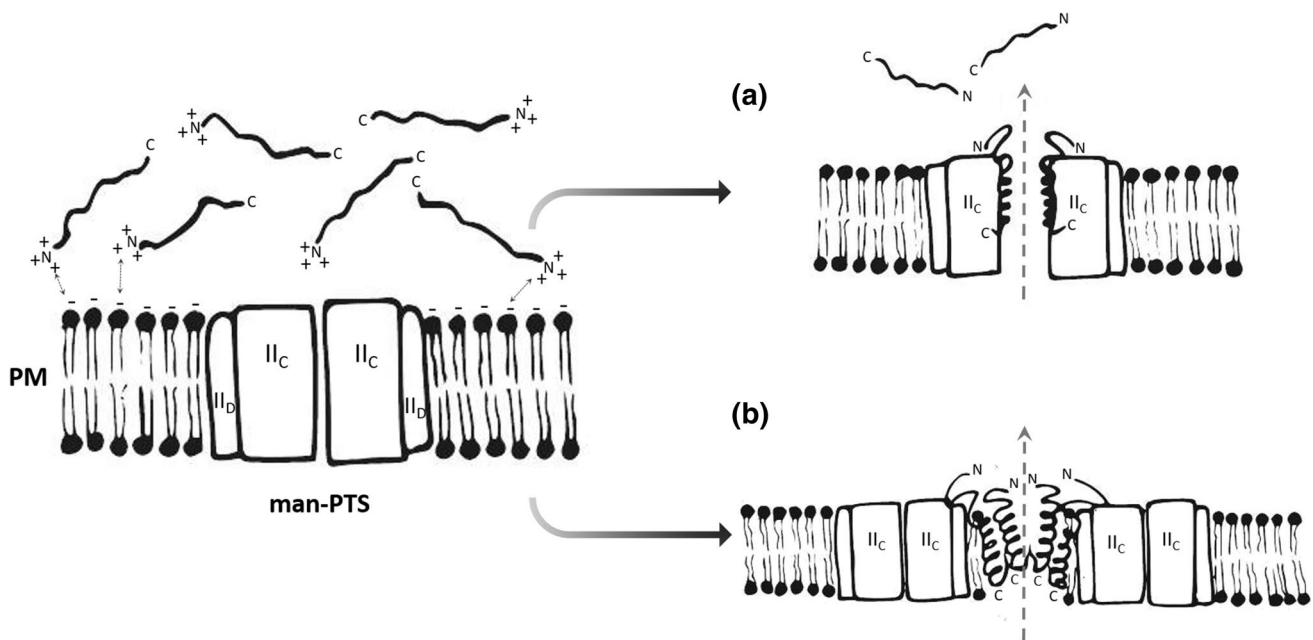 (a)
N
C
C
N
+
+N+
+
C
+
+N+
C
C
C
C
C
N
N
II_C
II_C
C
C
+
+N+
+
+
+N+
+
+
+N+
+
+
+N+
+
- - - - - -
- - - - - -
II_C
II_C
PM
II_D
II_D
man-PTS
(b)
N
N N
N
II_C
II_C
II_C
II_C
C
C
C
C